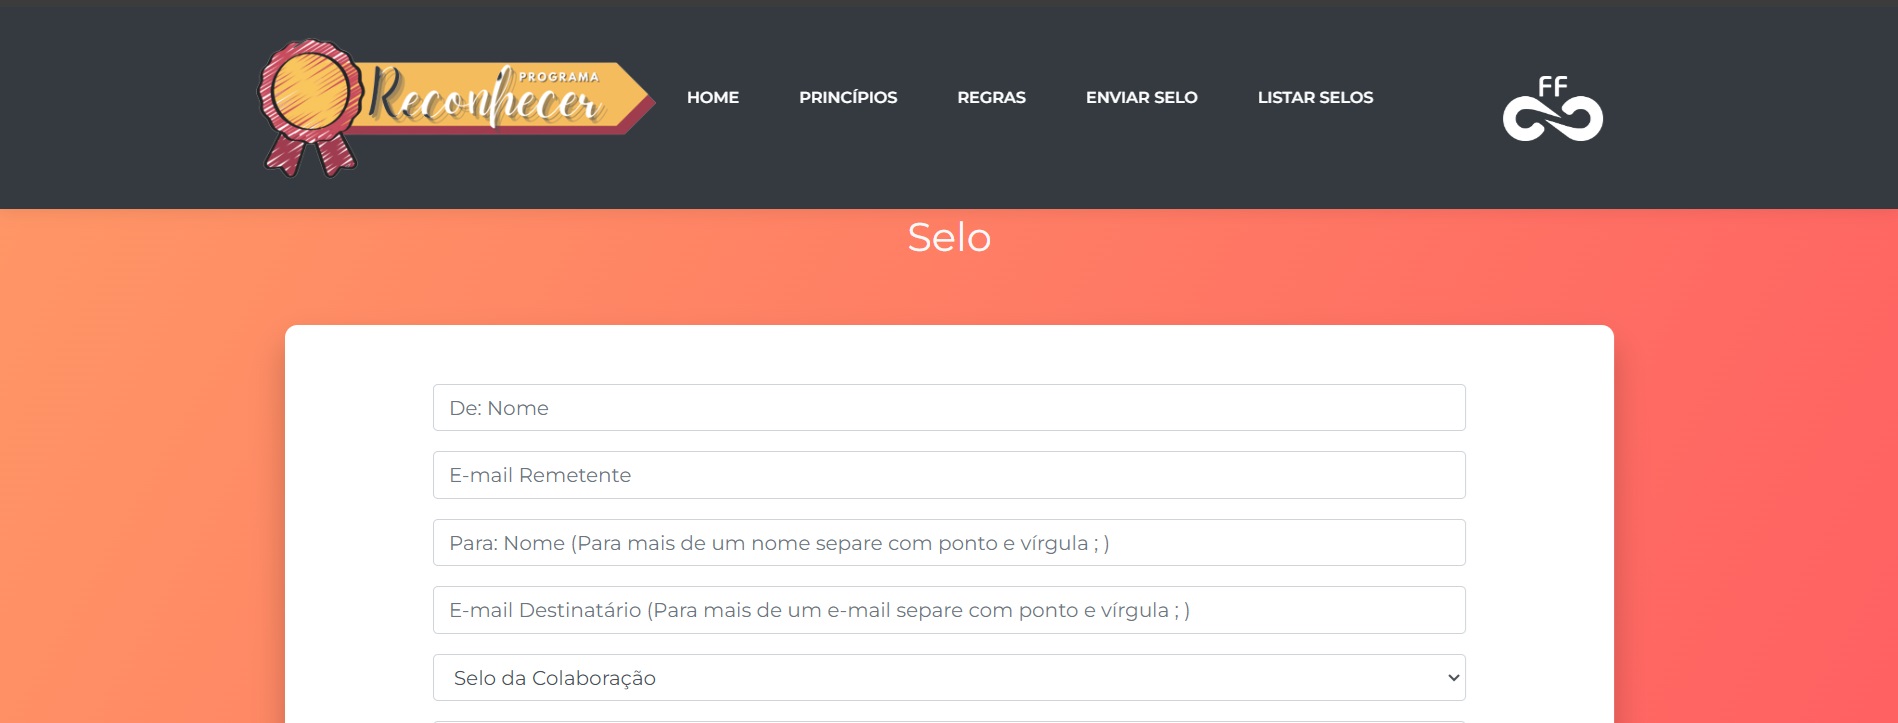 PROGRAMA
Reconhecer
HOME
PRINCÍPIOS
REGRAS
ENVIAR SELO
LISTAR SELOS
FF
Selo
De: Nome
E-mail Remetente
Para: Nome (Para mais de um nome separe com ponto e vírgula ; )
E-mail Destinatário (Para mais de um e-mail separe com ponto e vírgula ; )
Selo da Colaboração